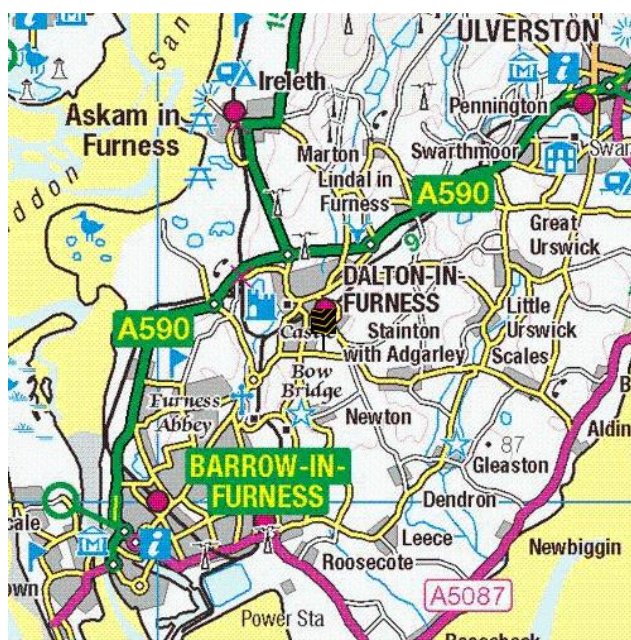 ULVERSTON
Ireleth
Askam in
Furness
Pennington
Marton
Swarthmoor
Lindal in
Furness
A590
9
Great
Urswick
DALTON-IN-
FURNESS
A590
Stainton
with Adgarley
Little
Urswick
Scales
Bow
Bridge
Furness
Abbey
Newton
87
Gleaston
BARROW-IN-
FURNESS
Dendron
Leece
Newbiggin
Roosecote
A5087
Power Sta